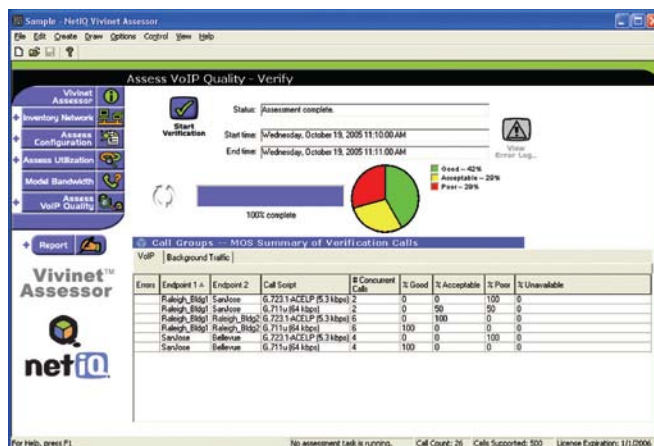 Sample - NetIQ Vivinet Assessor
File Edit Create Draw Options Control View Help
Assess VoIP Quality - Verify
Vivinet Assessor
Inventory Network
Assess Configuration
Assess Utilization
Model Bandwidth
Assess VoIP Quality
Report
Vivinet™ Assessor
netiQ
Start Verification
Status: Assessment complete.
Start time: Wednesday, October 19, 2005 11:10:00 AM
End time: Wednesday, October 19, 2005 11:11:00 AM
View Error Log...
100% complete
Good -- 42%
Acceptable -- 29%
Poor -- 29%
Call Groups -- MOS Summary of Verification Calls
VoIP Background Traffic
Errors Endpoint 1 Endpoint 2 Call Script # Concurrent Calls % Good % Acceptable % Poor % Unavailable
Raleigh_Bldg1 SanJose G.723.1-ACELP (5.3 kbps) 2 0 0 100 0
Raleigh_Bldg1 SanJose G.711u (64 kbps) 2 0 50 50 0
Raleigh_Bldg1 Raleigh_Bldg2 G.723.1-ACELP (5.3 kbps) 6 0 100 0 0
Raleigh_Bldg1 Raleigh_Bldg2 G.711u (64 kbps) 6 100 0 0 0
SanJose Bellevue G.723.1-ACELP (5.3 kbps) 4 0 0 100 0
SanJose Bellevue G.711u (64 kbps) 4 100 0 0 0
For Help, press F1 No assessment task is running. Call Count: 26 Calls Supported: 500 License Expiration: 1/1/2006